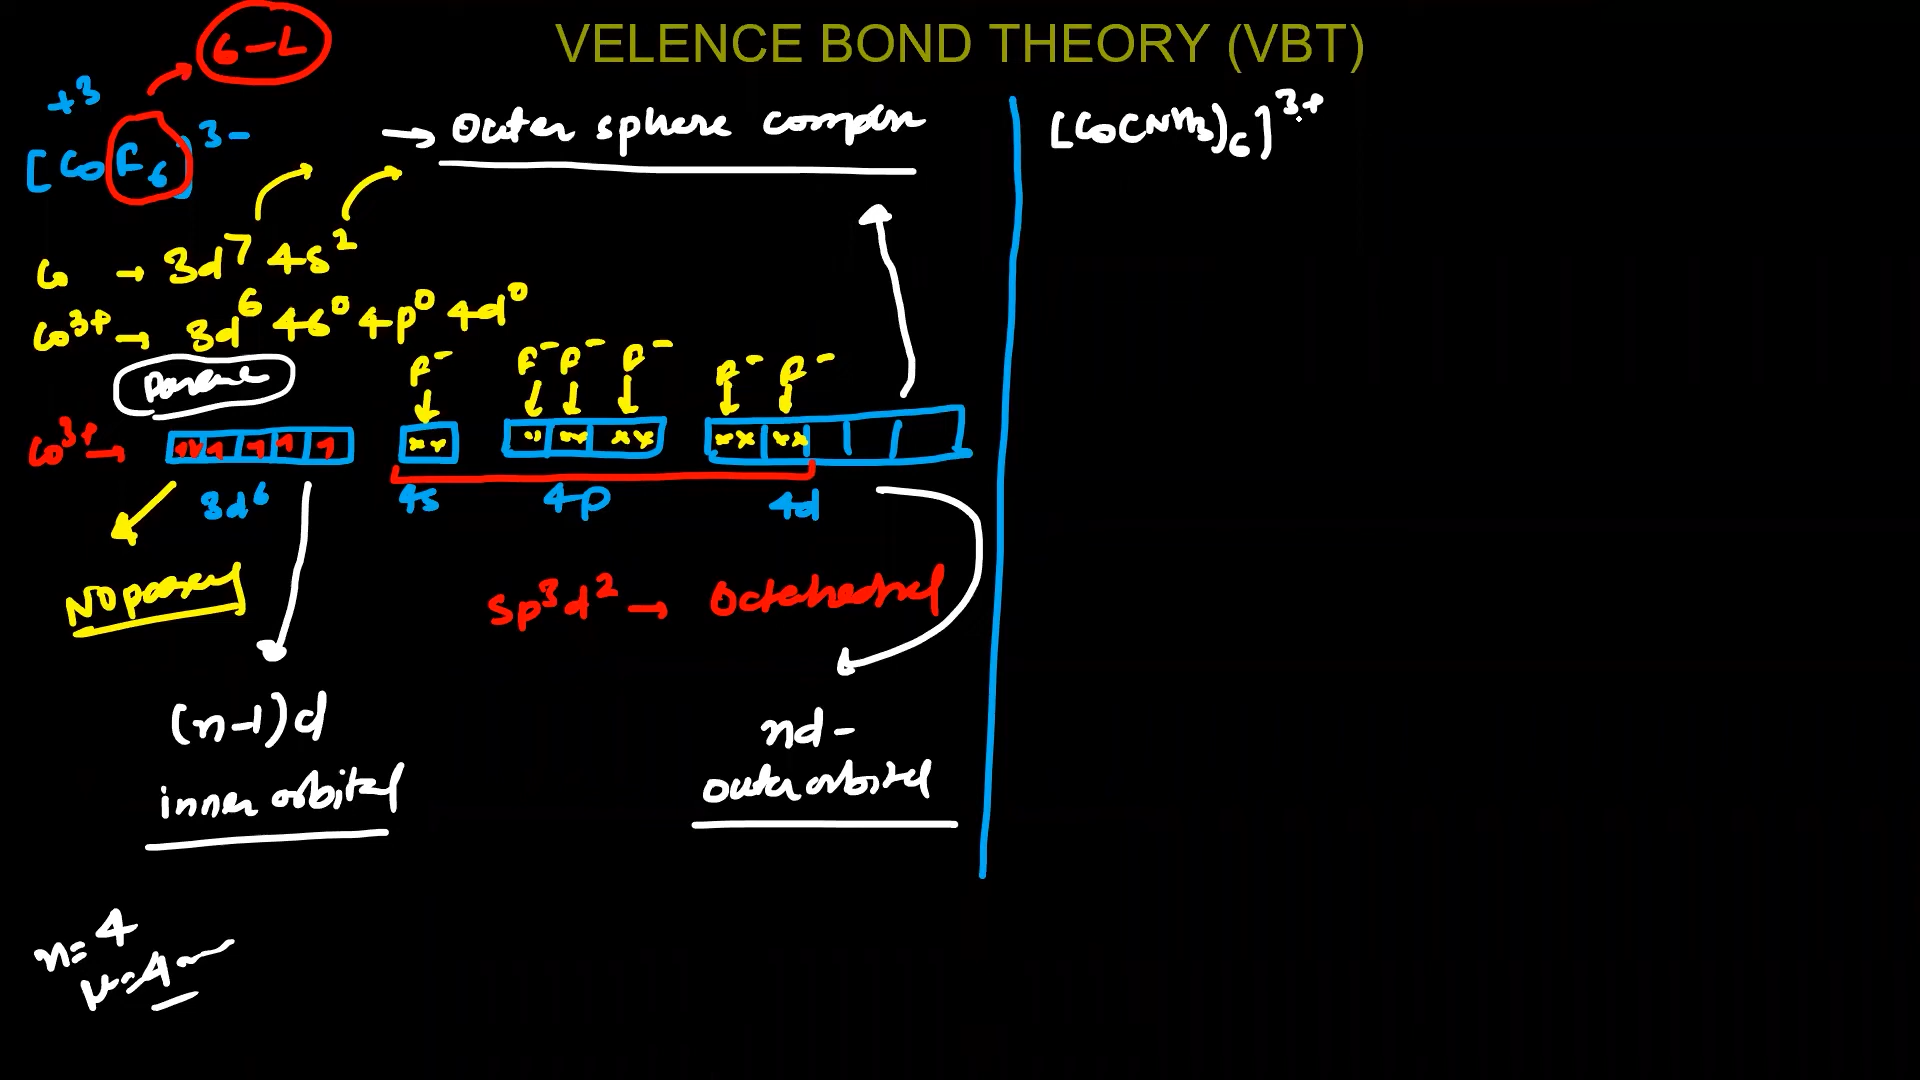 VELENCE BOND THEORY (VBT)
6-L
+3
[CoF6]3-
→ Outer sphere complex
Co → 3d7 4s2
Co3+ → 3d6 4s0 4p0 4d0
F- F- F- F- F- F-
Co3+ →
3d6 4s 4p 4d
No pairing
sp3d2 → Octahedral
(n-1)d
inner orbital
nd-
outer orbital
n=4
μ=4
[Co(NH3)6]3+